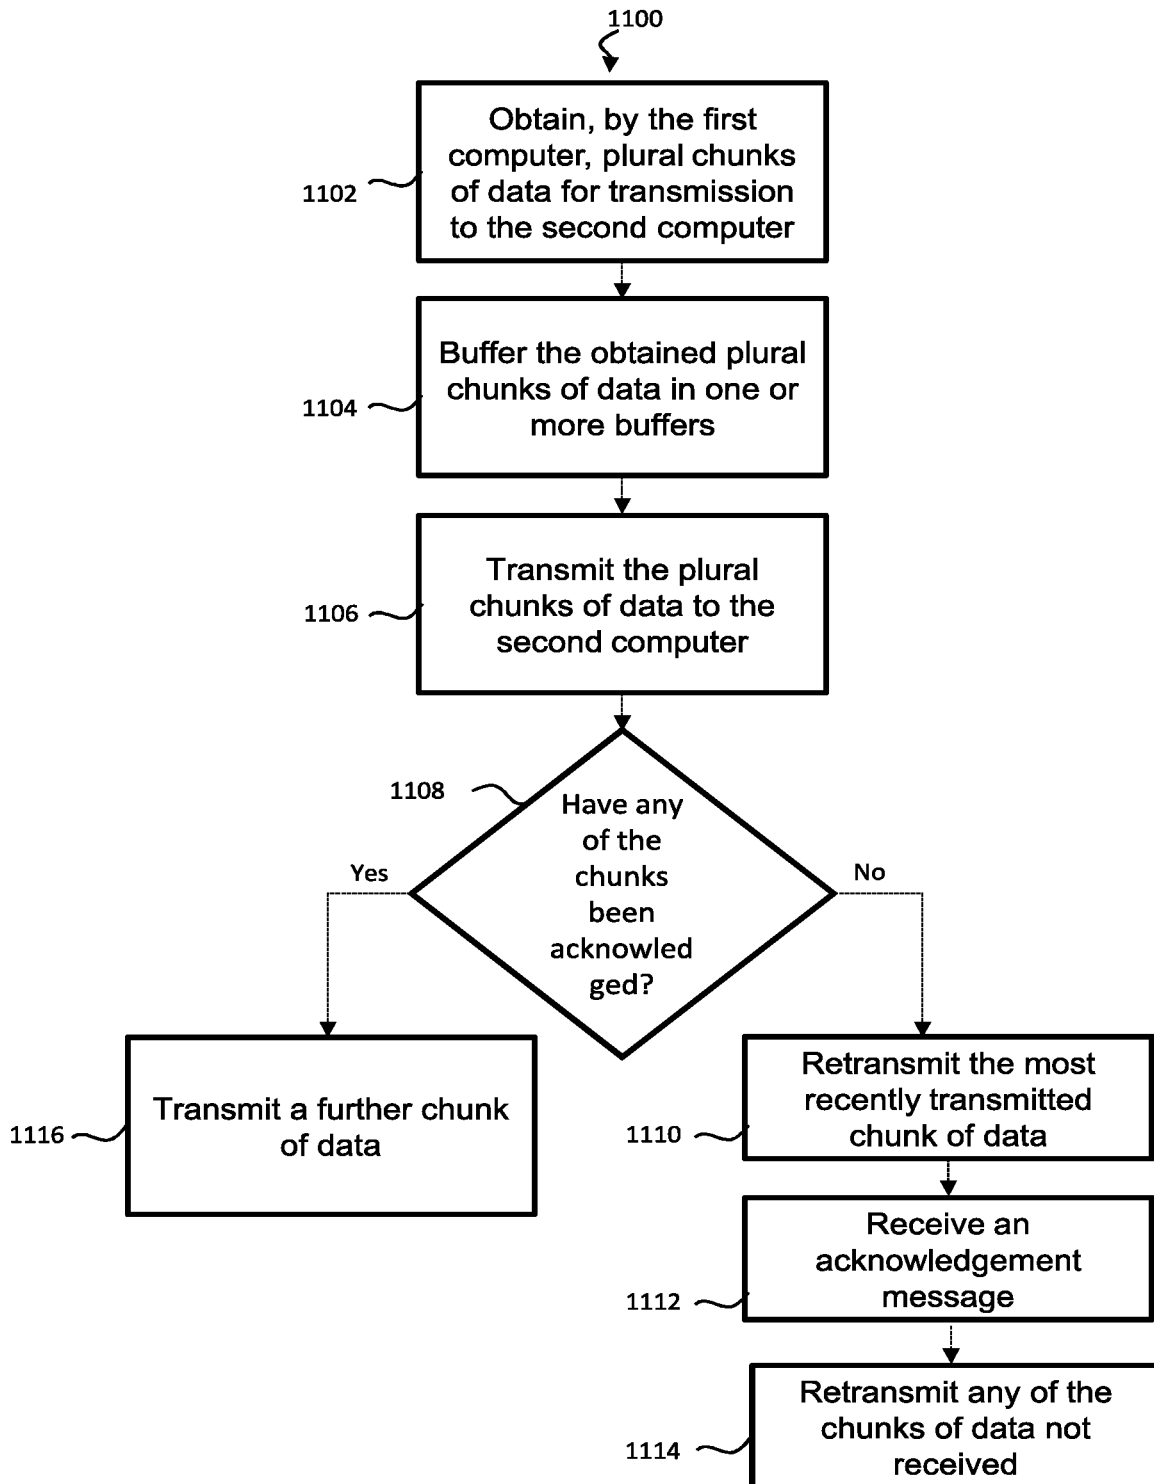 1100
Obtain, by the first
computer, plural chunks
of data for transmission
to the second computer
1102
Buffer the obtained plural
chunks of data in one or
more buffers
1104
Transmit the plural
chunks of data to the
second computer
1106
1108
Have any
of the
chunks
been
acknowled
ged?
Yes
No
Transmit a further chunk
of data
1116
Retransmit the most
recently transmitted
chunk of data
1110
Receive an
acknowledgement
message
1112
Retransmit any of the
chunks of data not
received
1114